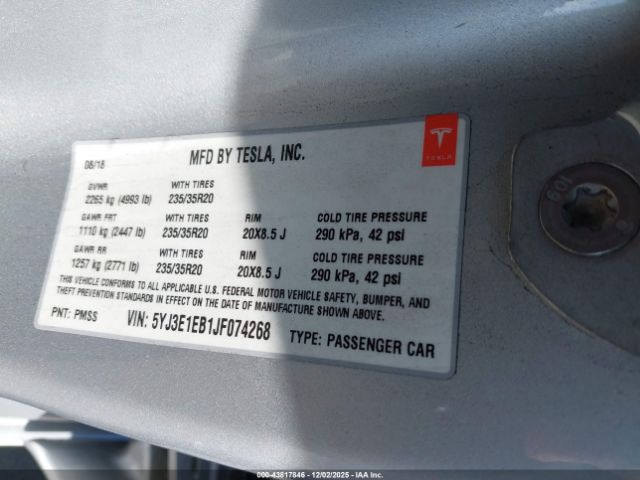 08/18 MFD BY TESLA, INC.
TESLA
GVWR WITH TIRES
2265 kg (4993 lb) 235/35R20
GAWR FRT WITH TIRES RIM COLD TIRE PRESSURE
1110 kg (2447 lb) 235/35R20 20X8.5 J 290 kPa, 42 psi
GAWR RR WITH TIRES RIM COLD TIRE PRESSURE
1257 kg (2771 lb) 235/35R20 20X8.5 J 290 kPa, 42 psi
THIS VEHICLE CONFORMS TO ALL APPLICABLE U.S. FEDERAL MOTOR VEHICLE SAFETY, BUMPER, AND
THEFT PREVENTION STANDARDS IN EFFECT ON THE DATE OF MANUFACTURE SHOWN ABOVE.
PNT: PMSS VIN: 5YJ3E1EB1JF074268 TYPE: PASSENGER CAR
000-43817846 - 12/02/2025 - IAAI Inc.